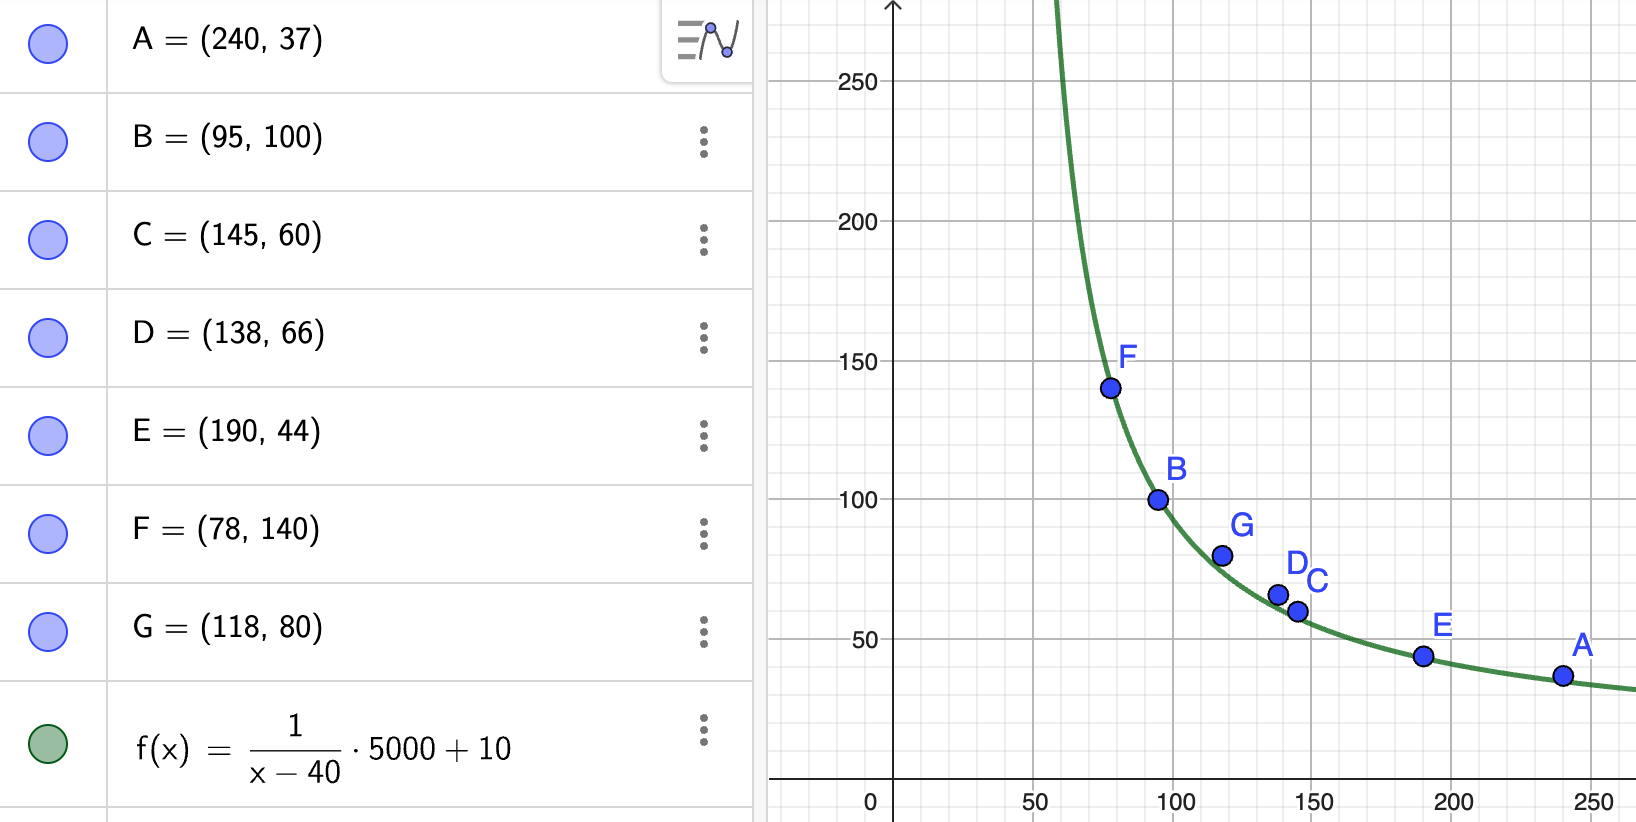 A = (240, 37)
B = (95, 100)
C = (145, 60)
D = (138, 66)
E = (190, 44)
F = (78, 140)
G = (118, 80)
f(x) = 1/(x − 40) · 5000 + 10
250
200
150
100
50
0 50 100 150 200 250
F
B
G
D
C
E
A